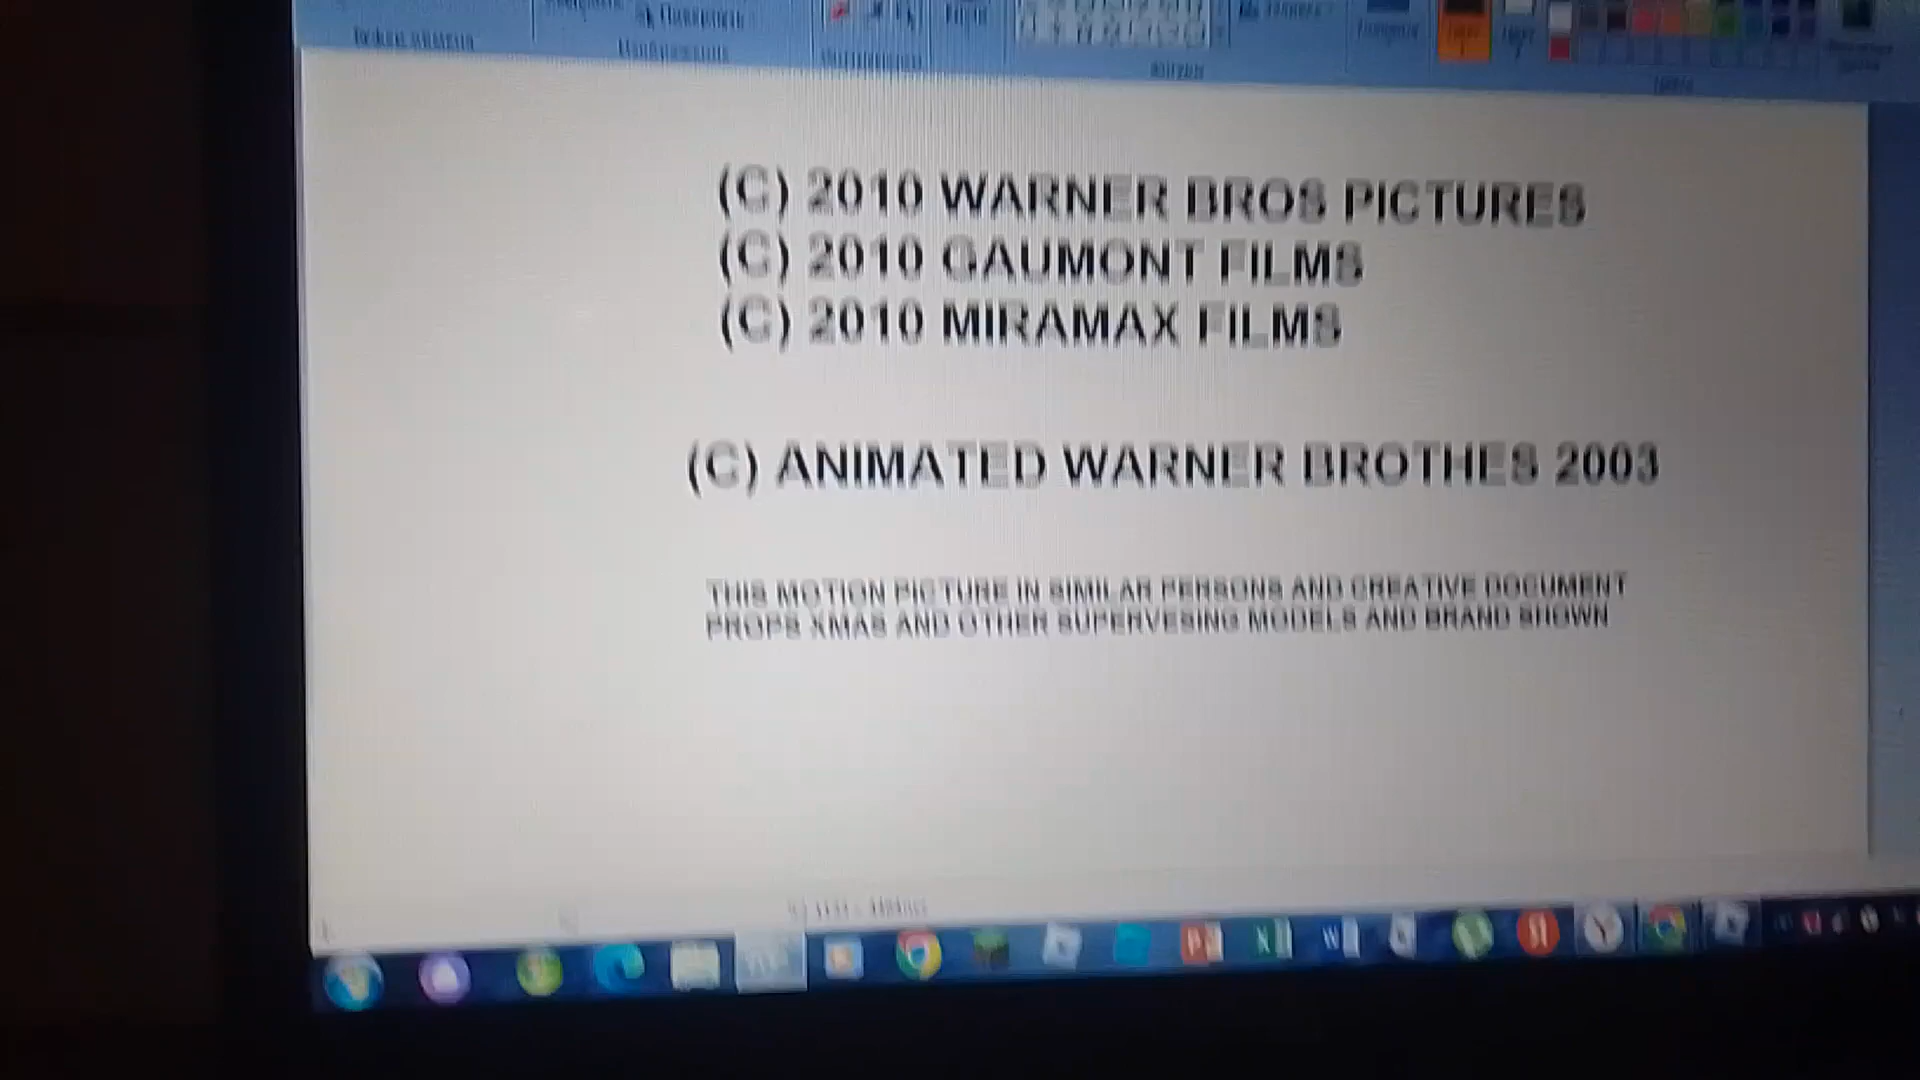 (C) 2010 WARNER BROS PICTURES
(C) 2010 GAUMONT FILMS
(C) 2010 MIRAMAX FILMS
(C) ANIMATED WARNER BROTHES 2003
THIS MOTION PICTURE IN SIMILAR PERSONS AND CREATIVE DOCUMENT
PROPS XMAS AND OTHER SUPERVESING MODELS AND BRAND SHOWN